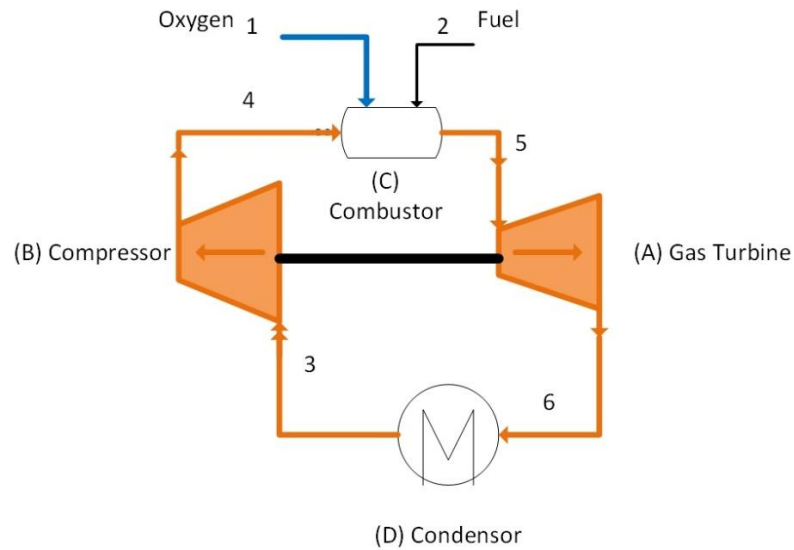 Oxygen 1
2 Fuel
4
5
(C)
Combustor
(B) Compressor
(A) Gas Turbine
3
6
(D) Condensor